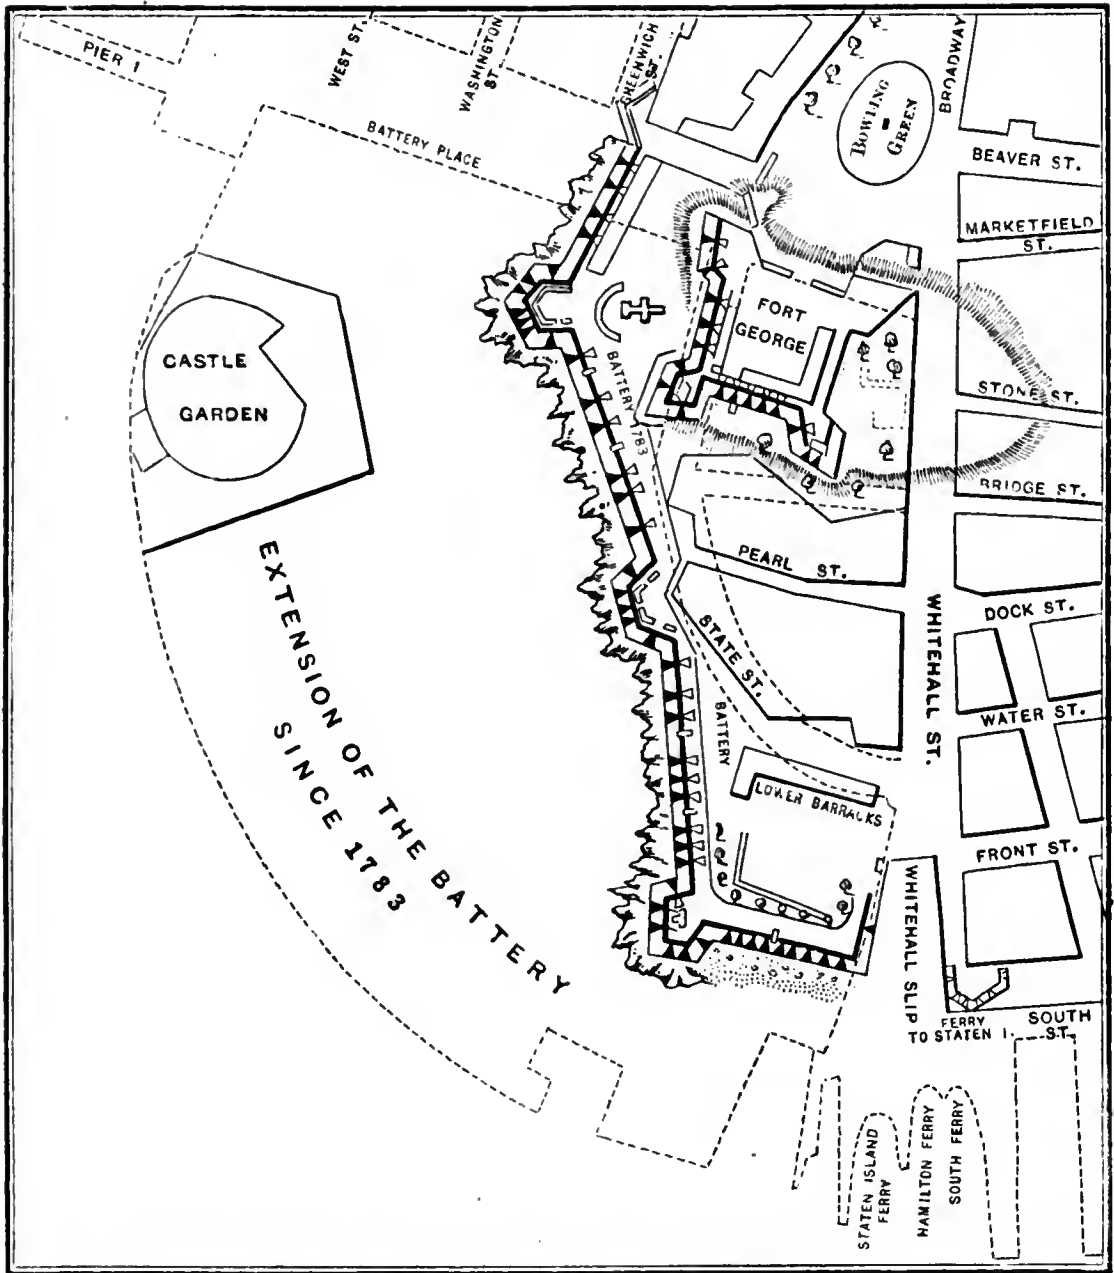 PIER 1
WEST ST.
WASHINGTON
ST.
GREENWICH
ST.
BROADWAY
BOWLING
GREEN
BATTERY PLACE
BEAVER ST.
MARKETFIELD
ST.
FORT
GEORGE
CASTLE
GARDEN
BATTERY 1783
STONE ST.
BRIDGE ST.
PEARL ST.
DOCK ST.
STATE ST.
WHITEHALL ST.
WATER ST.
BATTERY
LOWER BARRACKS
FRONT ST.
EXTENSION OF THE BATTERY
SINCE 1783
WHITEHALL SLIP
FERRY
TO STATEN I.
SOUTH
ST.
STATEN ISLAND
FERRY
HAMILTON FERRY
SOUTH FERRY